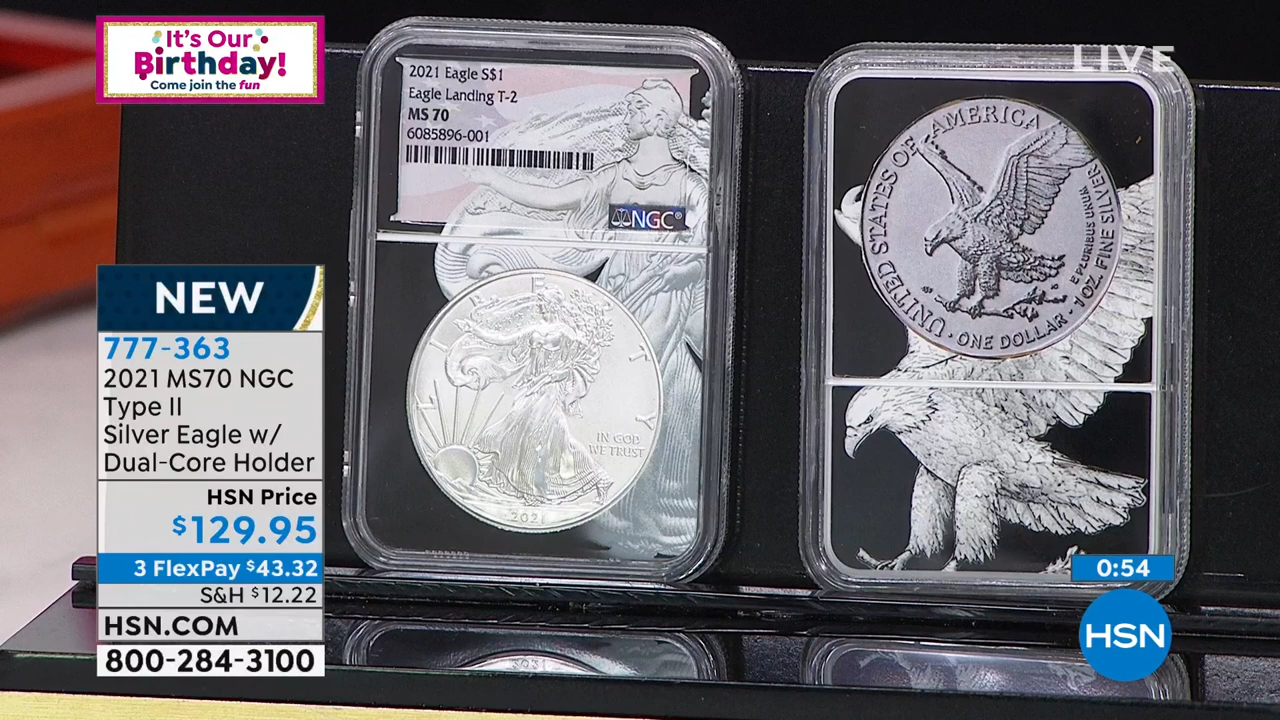 It's Our
Birthday!
Come join the fun
LIVE
NEW
777-363
2021 MS70 NGC
Type II
Silver Eagle w/
Dual-Core Holder
HSN Price
$129.95
3 FlexPay $43.32
S&H $12.22
HSN.COM
800-284-3100
2021 Eagle S$1
Eagle Landing T-2
MS 70
6085896-001
NGC®
LIBERTY
IN GOD
WE TRUST
2021
UNITED STATES OF AMERICA
E PLURIBUS UNUM
1 OZ. FINE SILVER - ONE DOLLAR
0:54
HSN